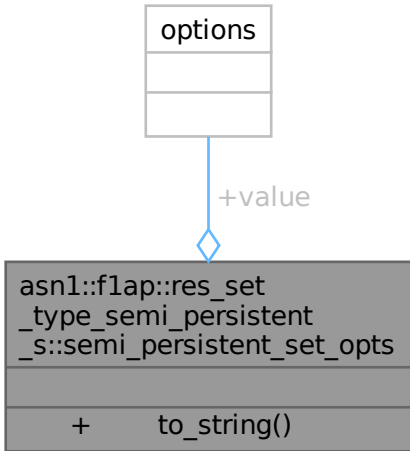 options
+value
asn1::f1ap::res_set
_type_semi_persistent
_s::semi_persistent_set_opts
+ to_string()